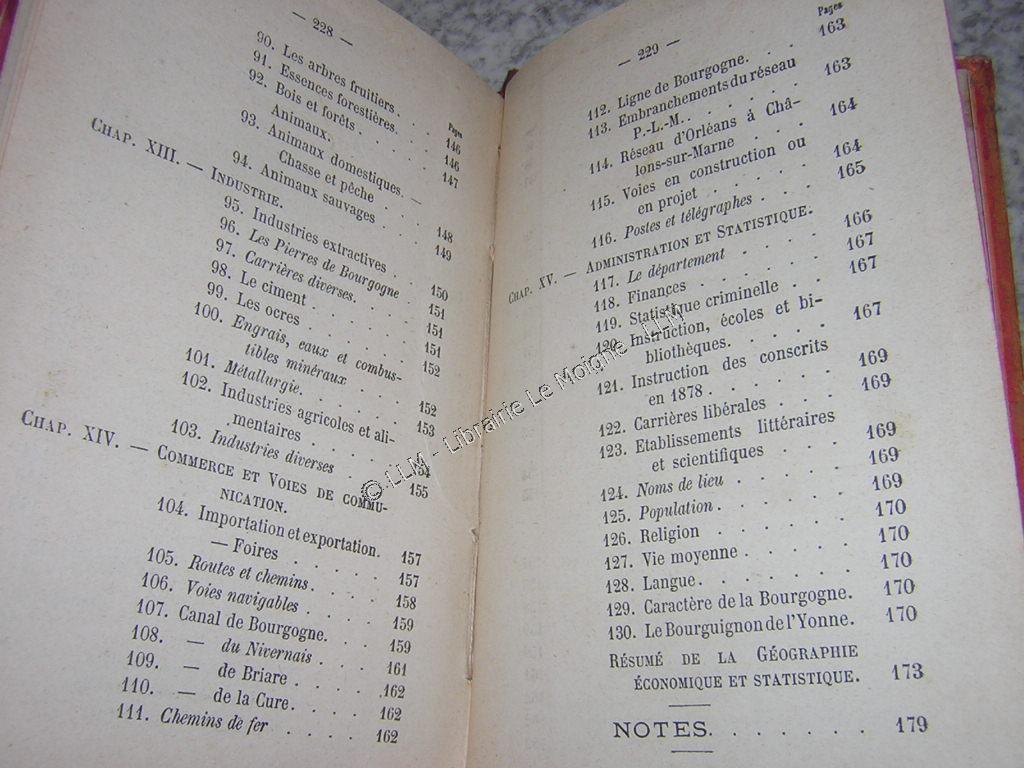 — 228 —
Pages
90. Les arbres fruitiers . . . 146
91. Essences forestières. . . 146
92. Bois et forêts . . . . 147
Animaux.
93. Animaux domestiques. —
Chasse et pêche . . . 148
94. Animaux sauvages . . . 149
CHAP. XIII. — INDUSTRIE.
95. Industries extractives . . 150
96. Les Pierres de Bourgogne . 151
97. Carrières diverses. . . . 151
98. Le ciment . . . . . . 151
99. Les ocres . . . . . . 152
100. Engrais, eaux et combus-
tibles minéraux . . . . 152
101. Métallurgie. . . . . . 153
102. Industries agricoles et ali-
mentaires . . . . . 154
103. Industries diverses . . . 155
CHAP. XIV. — COMMERCE ET VOIES DE COMMU-
NICATION.
104. Importation et exportation. 157
— Foires . . . . . . 157
105. Routes et chemins. . . . 158
106. Voies navigables . . . . 159
107. Canal de Bourgogne. . . . 159
108. — du Nivernais . . . 161
109. — de Briare . . . . 162
110. — de la Cure. . . . 162
111. Chemins de fer . . . . 162
— 229 —
Pages
112. Ligne de Bourgogne. . . 163
113. Embranchements du réseau
P.-L.-M. . . . . . 163
114. Réseau d'Orléans à Châ-
lons-sur-Marne . . . 164
115. Voies en construction ou
en projet . . . . . 164
116. Postes et télégraphes . . 165
CHAP. XV. — ADMINISTRATION ET STATISTIQUE.
117. Le département . . . . 166
118. Finances . . . . . . 167
119. Statistique criminelle . . 167
120. Instruction, écoles et bi-
bliothèques. . . . . 167
121. Instruction des conscrits
en 1878 . . . . . . 169
122. Carrières libérales . . . 169
123. Etablissements littéraires
et scientifiques . . . . 169
124. Noms de lieu . . . . . 169
125. Population. . . . . . 169
126. Religion . . . . . . 170
127. Vie moyenne . . . . . 170
128. Langue. . . . . . . 170
129. Caractère de la Bourgogne. 170
130. Le Bourguignon de l'Yonne. 170
RÉSUMÉ DE LA GÉOGRAPHIE
ÉCONOMIQUE ET STATISTIQUE. 173
NOTES. . . . . . . 179
© LLM - Librairie Le Moigne - LLM